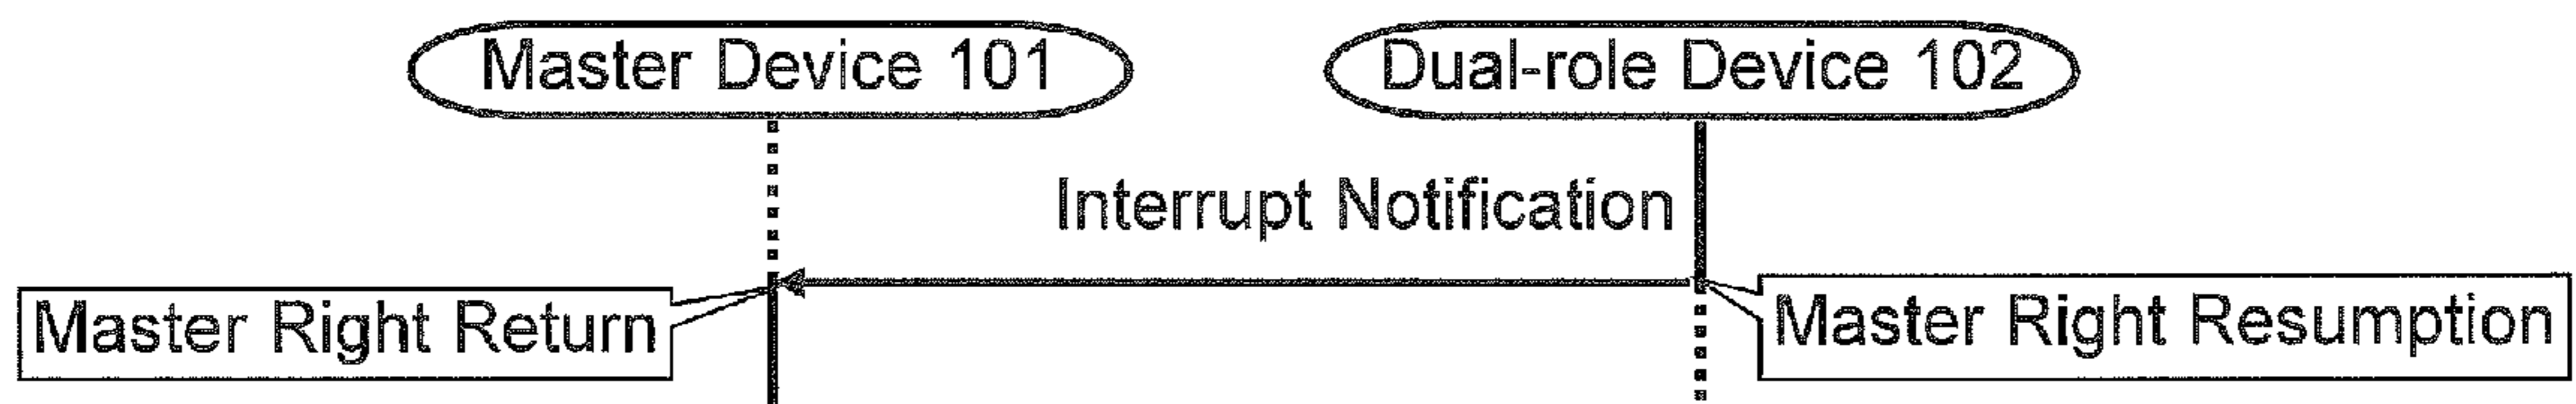 Master Device 101
Dual-role Device 102
Interrupt Notification
Master Right Return
Master Right Resumption